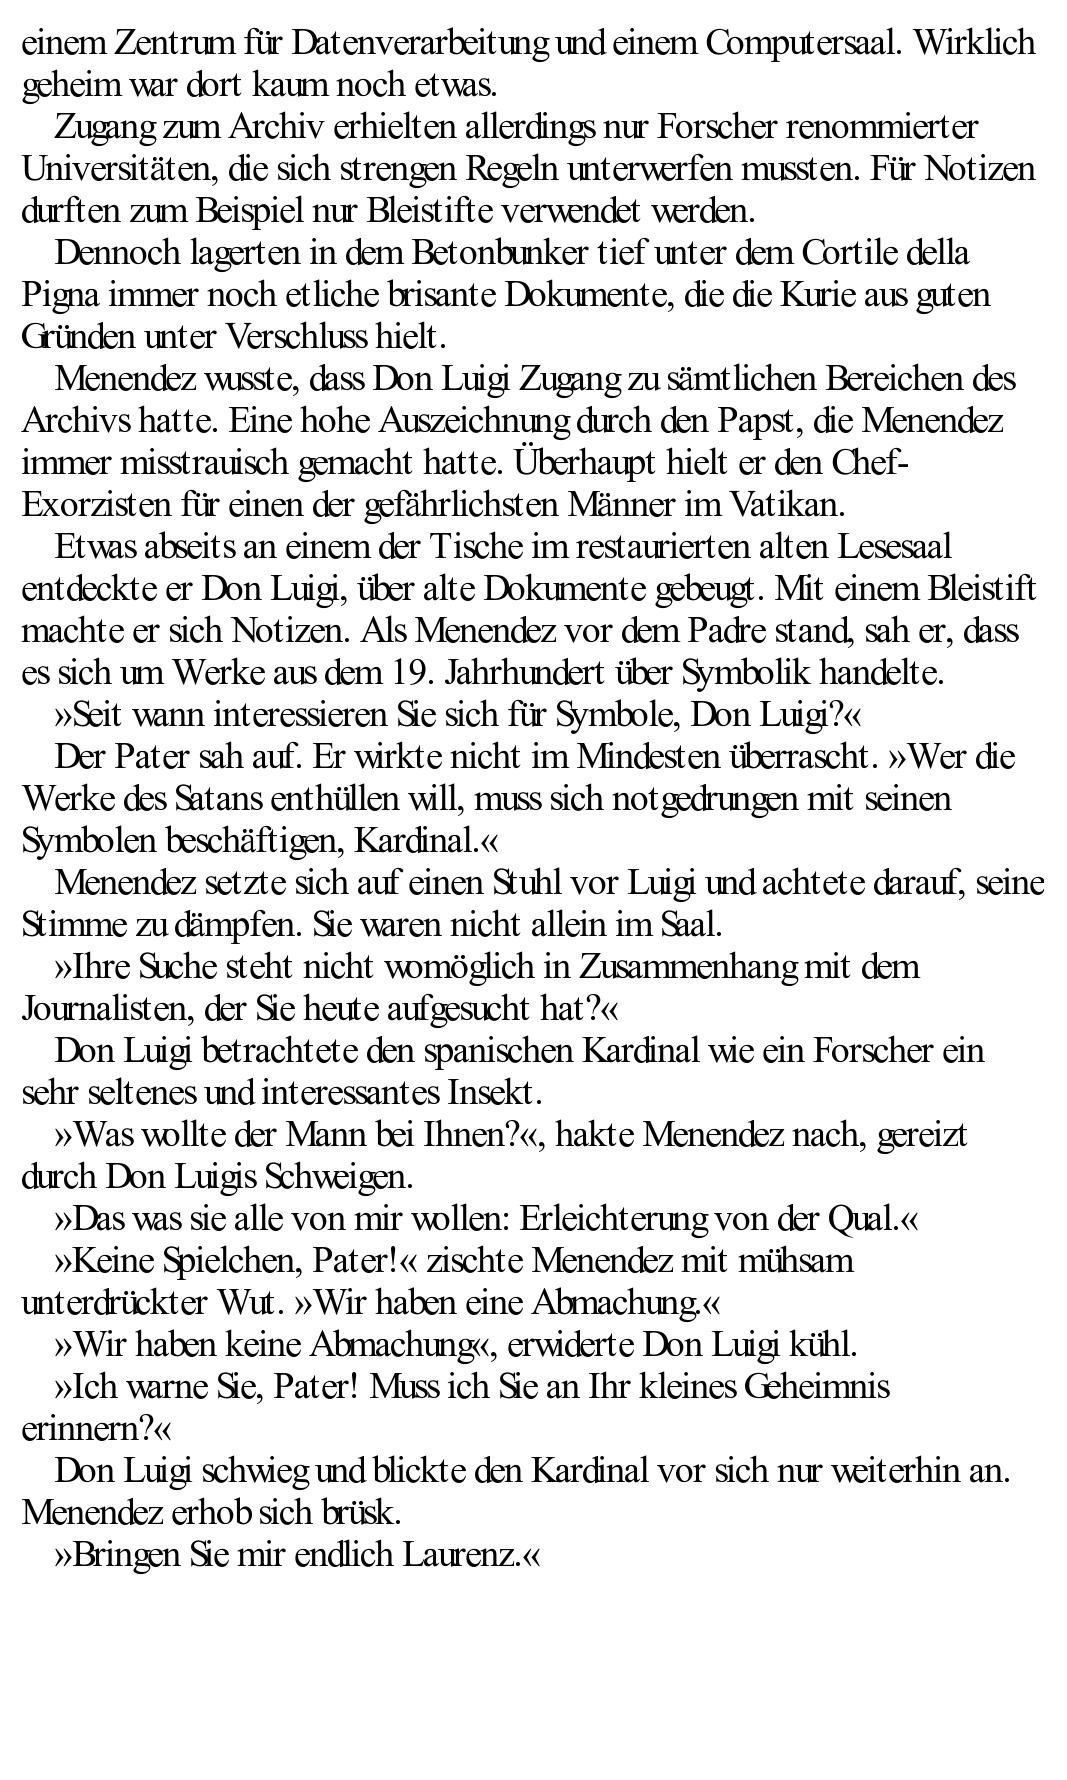 einem Zentrum für Datenverarbeitung und einem Computersaal. Wirklich
geheim war dort kaum noch etwas.
Zugang zum Archiv erhielten allerdings nur Forscher renommierter
Universitäten, die sich strengen Regeln unterwerfen mussten. Für Notizen
durften zum Beispiel nur Bleistifte verwendet werden.
Dennoch lagerten in dem Betonbunker tief unter dem Cortile della
Pigna immer noch etliche brisante Dokumente, die die Kurie aus guten
Gründen unter Verschluss hielt.
Menendez wusste, dass Don Luigi Zugang zu sämtlichen Bereichen des
Archivs hatte. Eine hohe Auszeichnung durch den Papst, die Menendez
immer misstrauisch gemacht hatte. Überhaupt hielt er den Chef-
Exorzisten für einen der gefährlichsten Männer im Vatikan.
Etwas abseits an einem der Tische im restaurierten alten Lesesaal
entdeckte er Don Luigi, über alte Dokumente gebeugt. Mit einem Bleistift
machte er sich Notizen. Als Menendez vor dem Padre stand, sah er, dass
es sich um Werke aus dem 19. Jahrhundert über Symbolik handelte.
»Seit wann interessieren Sie sich für Symbole, Don Luigi?«
Der Pater sah auf. Er wirkte nicht im Mindesten überrascht. »Wer die
Werke des Satans enthüllen will, muss sich notgedrungen mit seinen
Symbolen beschäftigen, Kardinal.«
Menendez setzte sich auf einen Stuhl vor Luigi und achtete darauf, seine
Stimme zu dämpfen. Sie waren nicht allein im Saal.
»Ihre Suche steht nicht womöglich in Zusammenhang mit dem
Journalisten, der Sie heute aufgesucht hat?«
Don Luigi betrachtete den spanischen Kardinal wie ein Forscher ein
sehr seltenes und interessantes Insekt.
»Was wollte der Mann bei Ihnen?«, hakte Menendez nach, gereizt
durch Don Luigis Schweigen.
»Das was sie alle von mir wollen: Erleichterung von der Qual.«
»Keine Spielchen, Pater!« zischte Menendez mit mühsam
unterdrückter Wut. »Wir haben eine Abmachung.«
»Wir haben keine Abmachung«, erwiderte Don Luigi kühl.
»Ich warne Sie, Pater! Muss ich Sie an Ihr kleines Geheimnis
erinnern?«
Don Luigi schwieg und blickte den Kardinal vor sich nur weiterhin an.
Menendez erhob sich brüsk.
»Bringen Sie mir endlich Laurenz.«